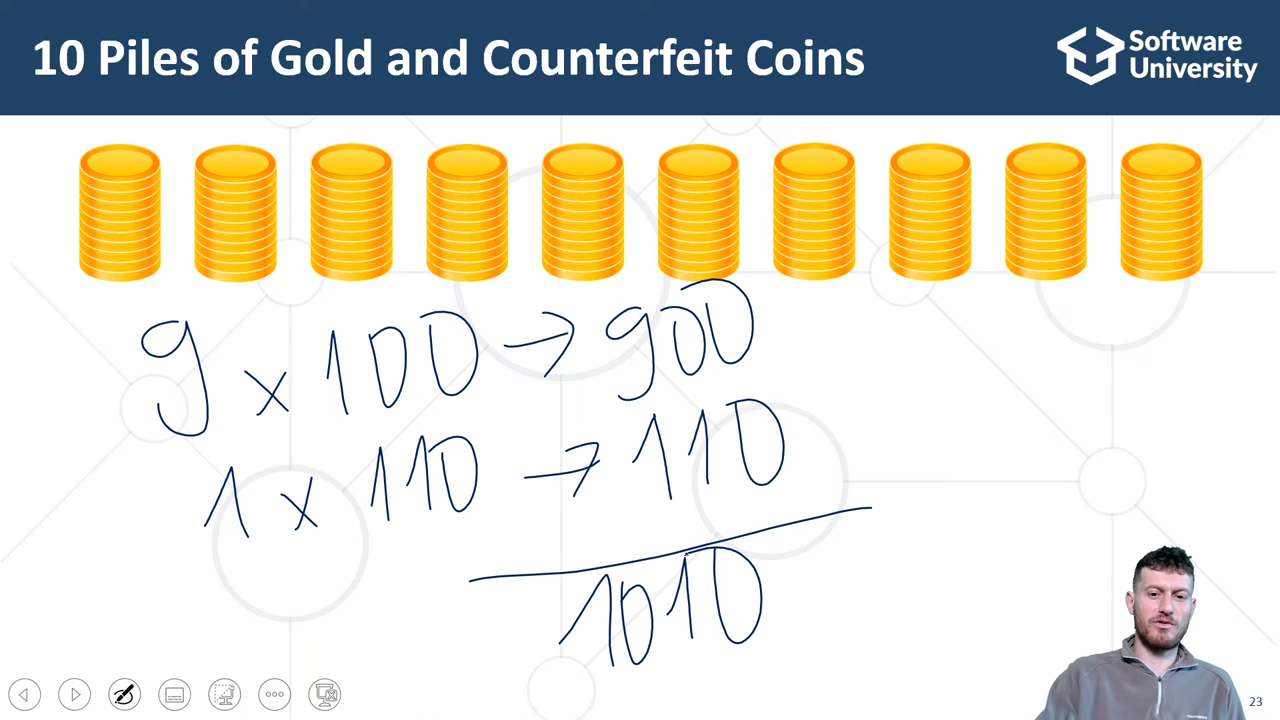 10 Piles of Gold and Counterfeit Coins
Software
University
9 x 100 → 900
1 x 110 → 110
1010
23